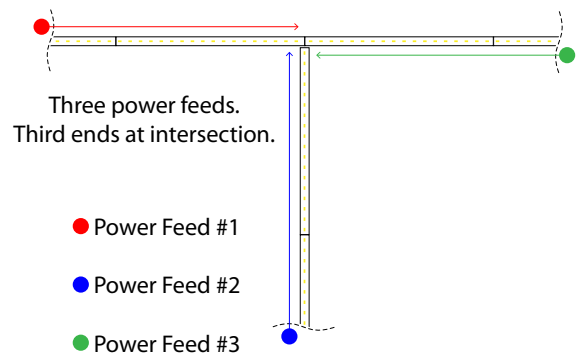 Three power feeds.
Third ends at intersection.
Power Feed #1
Power Feed #2
Power Feed #3